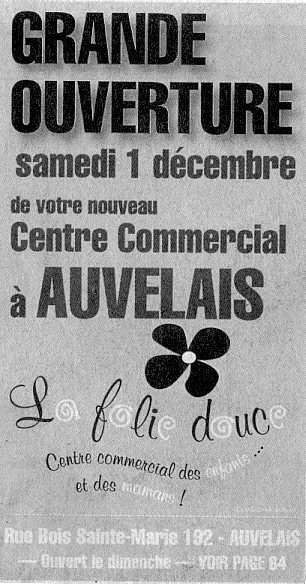 GRANDE
OUVERTURE
samedi 1 décembre
de votre nouveau
Centre Commercial
à AUVELAIS
La folie douce
Centre commercial des enfants...
et des mamans !
Rue Bois Sainte-Marie 192 - AUVELAIS
— Ouvert le dimanche — VOIR PAGE 64